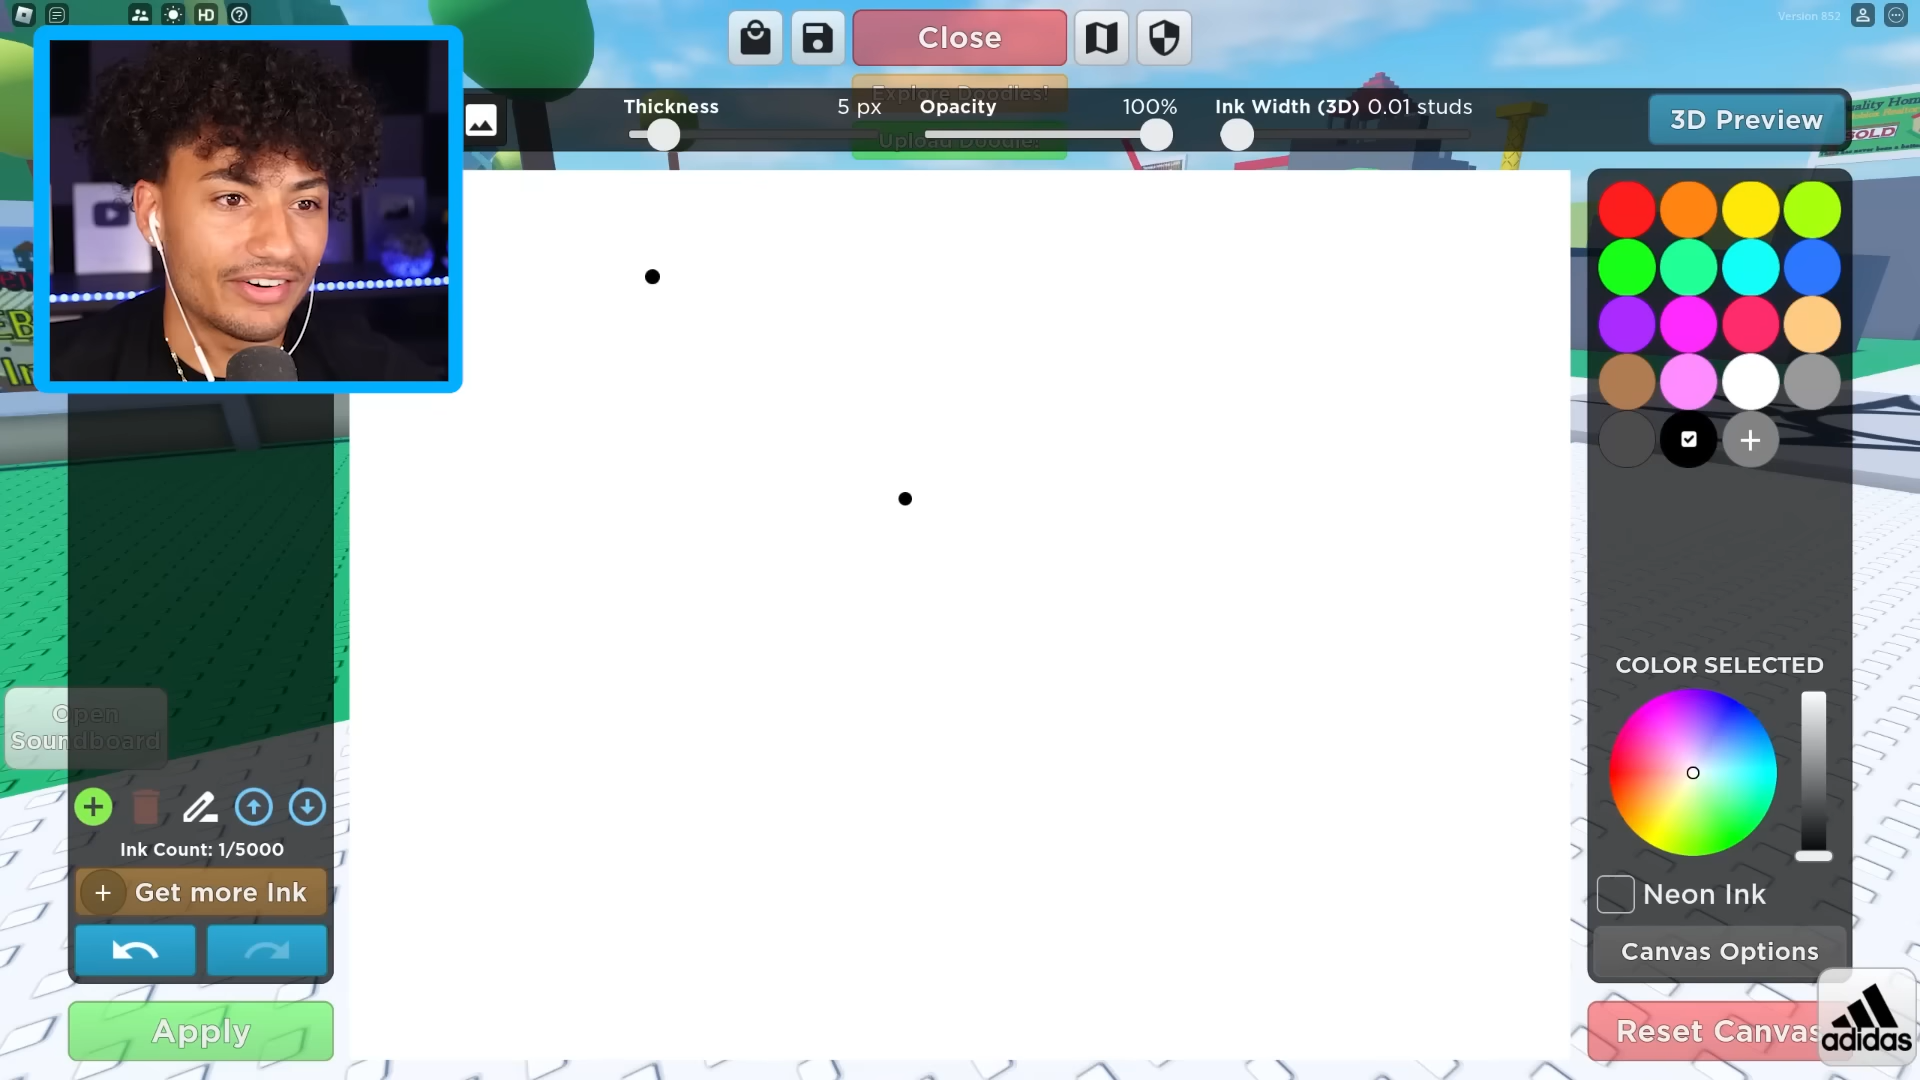 HD
Version 852
Close
Explore Doodles!
Thickness 5 px Opacity 100% Ink Width (3D) 0.01 studs
Upload Doodle!
3D Preview
SOLD
COLOR SELECTED
Open
Soundboard
Ink Count: 1/5000
+ Get more Ink
Neon Ink
Canvas Options
Apply
Reset Canvas
adidas